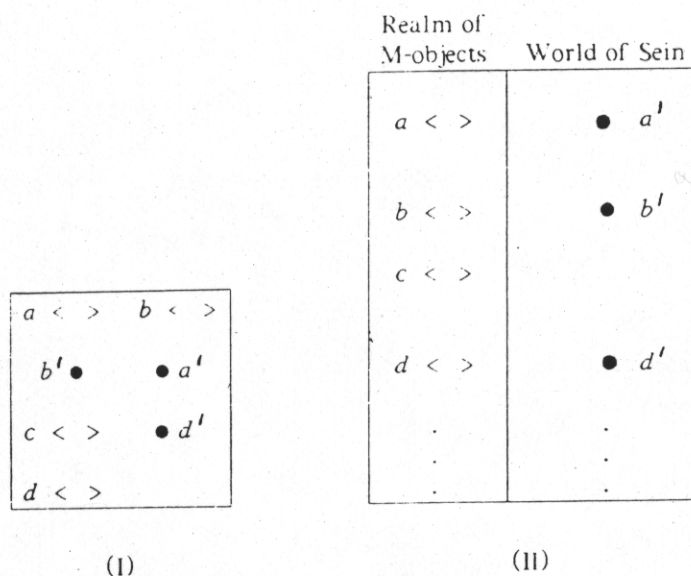 Realm of
M-objects World of Sein
a < > ● a'
b < > ● b'
c < >
d < > ● d'
. .
. .
. .
(II)
a < > b < >
b' ● ● a'
c < > ● d'
d < >
(I)